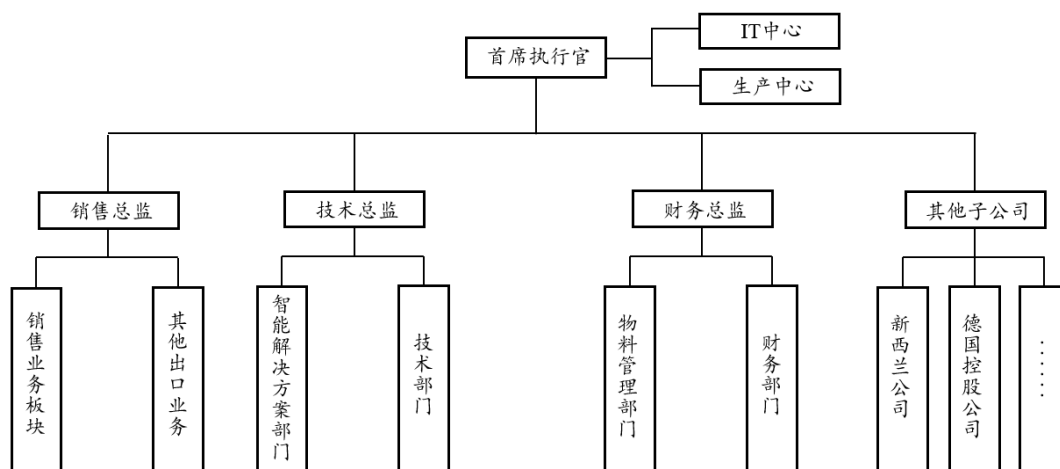 IT中心
首席执行官
生产中心
销售总监
技术总监
财务总监
其他子公司
销售业务板块
其他出口业务
智能解决方案部门
技术部门
物料管理部门
财务部门
新西兰公司
德国控股公司
……